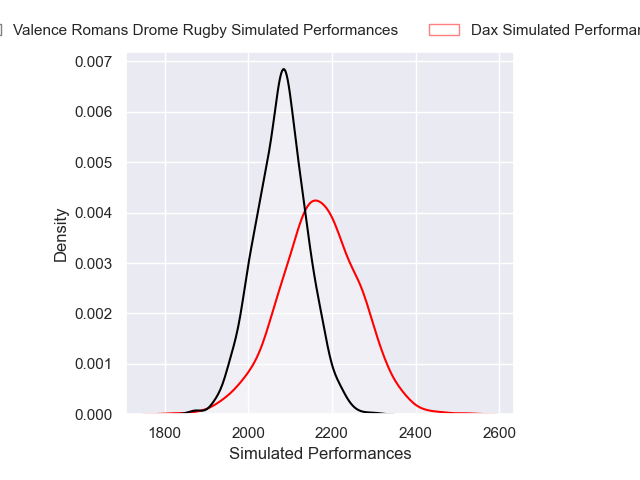 Valence Romans Drome Rugby Simulated Performances
Dax Simulated
0.007
0.006
0.005
0.004
0.003
0.002
0.001
0.000
Density
1800 2000 2200 2400 2600
Simulated Performances